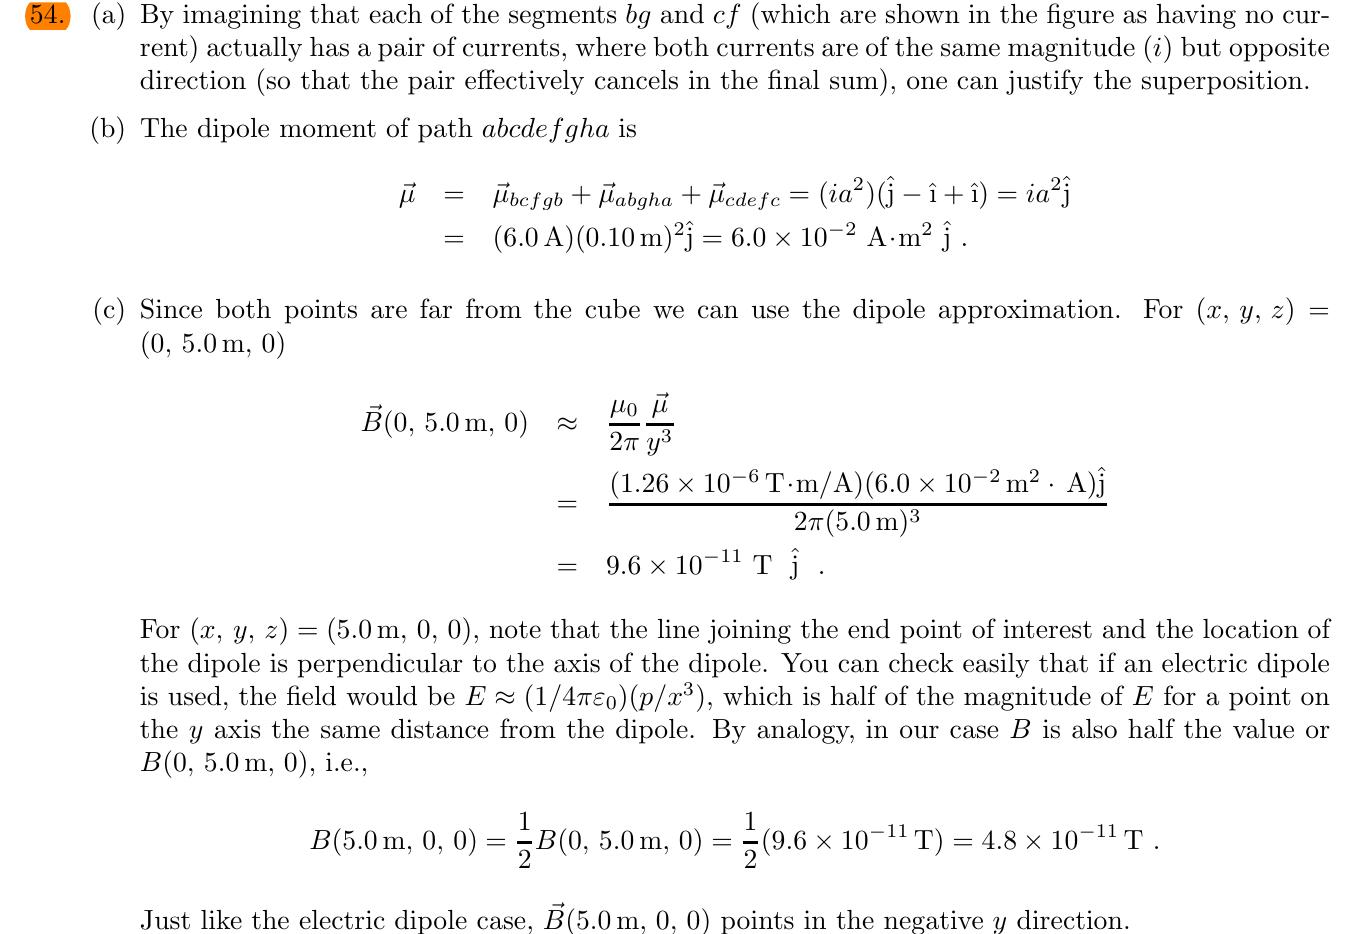 54. (a) By imagining that each of the segments bg and cf (which are shown in the figure as having no cur-
rent) actually has a pair of currents, where both currents are of the same magnitude (i) but opposite
direction (so that the pair effectively cancels in the final sum), one can justify the superposition.
(b) The dipole moment of path abcdefgha is
μ⃗ = μ⃗_bcfgb + μ⃗_abgha + μ⃗_cdefc = (ia²)(ĵ − î + î) = ia²ĵ
= (6.0 A)(0.10 m)²ĵ = 6.0 × 10⁻² A·m² ĵ .
(c) Since both points are far from the cube we can use the dipole approximation. For (x, y, z) =
(0, 5.0 m, 0)
B⃗(0, 5.0 m, 0) ≈ μ₀/2π μ⃗/y³
= (1.26 × 10⁻⁶ T·m/A)(6.0 × 10⁻² m² · A)ĵ / 2π(5.0 m)³
= 9.6 × 10⁻¹¹ T ĵ .
For (x, y, z) = (5.0 m, 0, 0), note that the line joining the end point of interest and the location of
the dipole is perpendicular to the axis of the dipole. You can check easily that if an electric dipole
is used, the field would be E ≈ (1/4πε₀)(p/x³), which is half of the magnitude of E for a point on
the y axis the same distance from the dipole. By analogy, in our case B is also half the value or
B(0, 5.0 m, 0), i.e.,
B(5.0 m, 0, 0) = 1/2 B(0, 5.0 m, 0) = 1/2 (9.6 × 10⁻¹¹ T) = 4.8 × 10⁻¹¹ T .
Just like the electric dipole case, B⃗(5.0 m, 0, 0) points in the negative y direction.